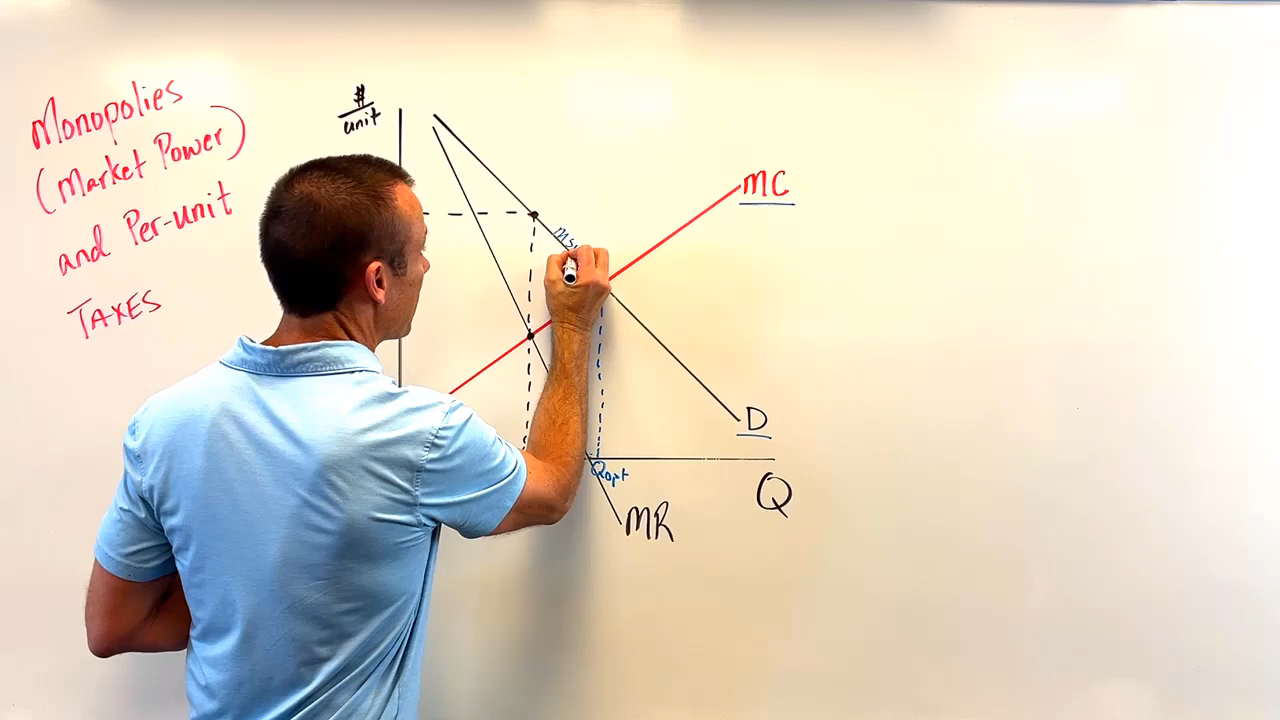 Monopolies
(Market Power)
and Per-unit
TAXES
$
unit
MC
D
Qopt
Q
MR